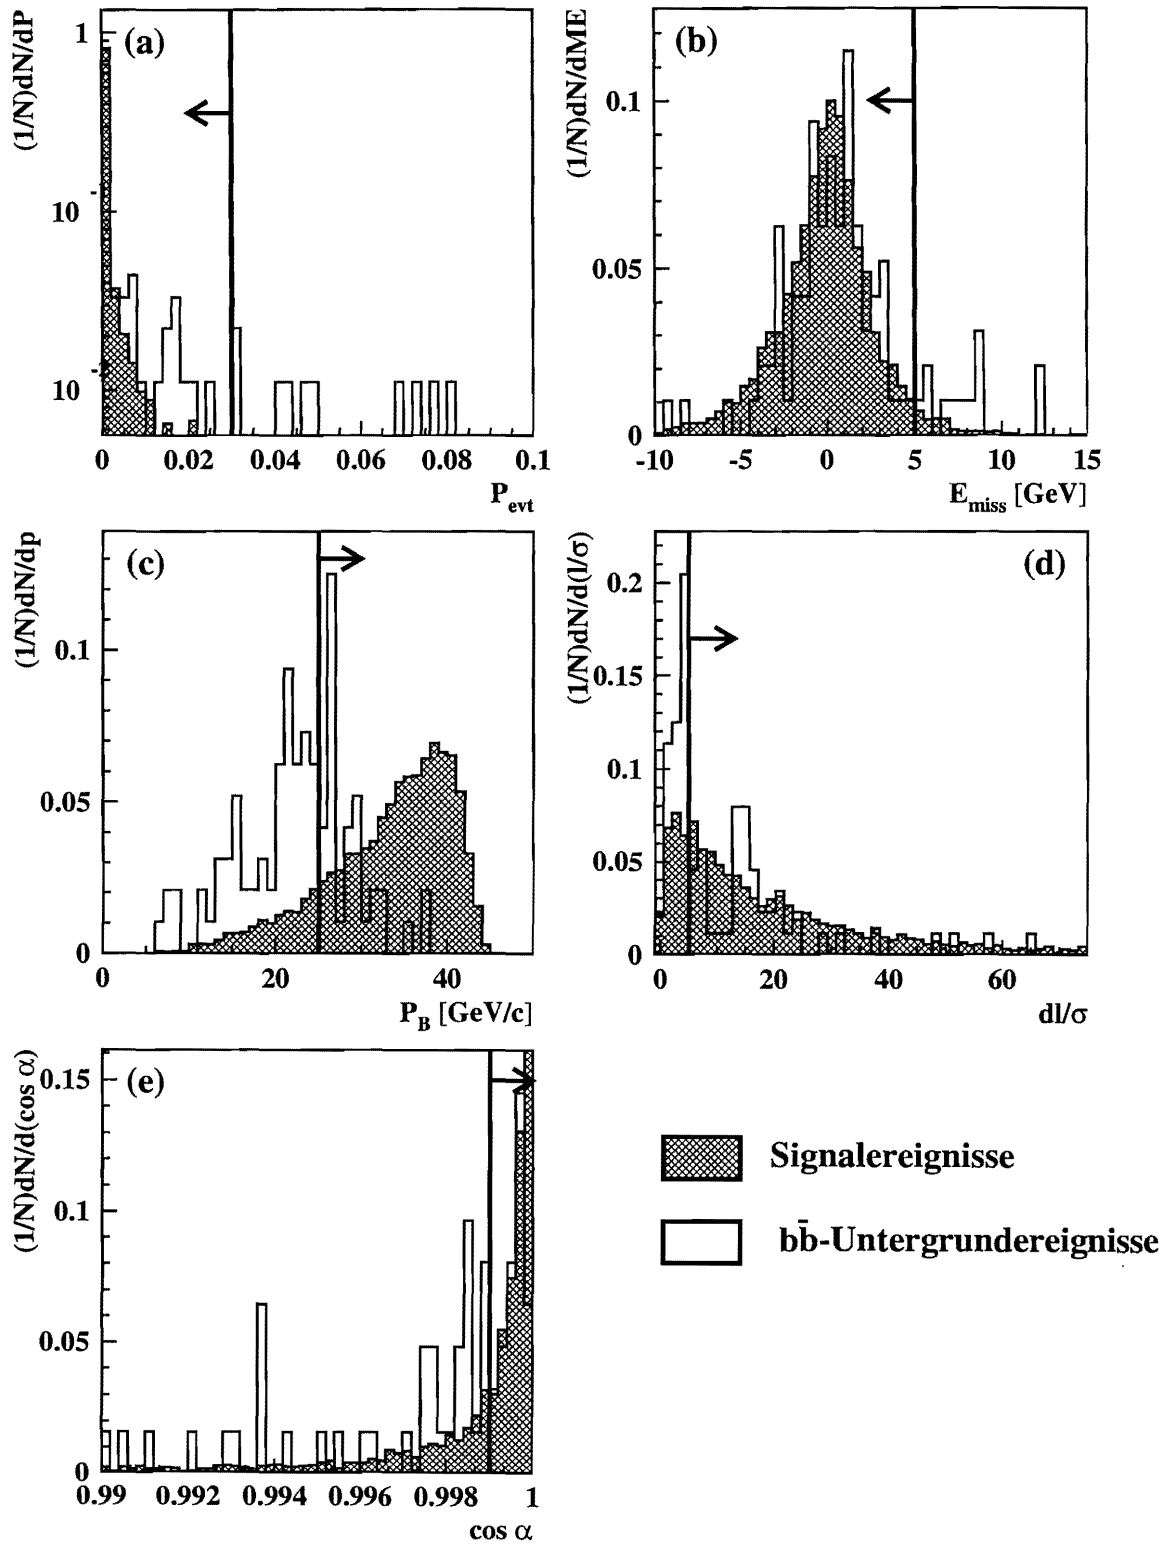 (1/N)dN/dP
(a)
1
10 -1
10 -2
0 0.02 0.04 0.06 0.08 0.1
P_evt
(1/N)dN/dME
(b)
0.1
0.05
0
-10 -5 0 5 10 15
E_miss [GeV]
(1/N)dN/dp
(c)
0.1
0.05
0
0 20 40
P_B [GeV/c]
(1/N)dN/d(l/σ)
(d)
0.2
0.15
0.1
0.05
0
0 20 40 60
dl/σ
(1/N)dN/d(cos α)
(e)
0.15
0.1
0.05
0
0.99 0.992 0.994 0.996 0.998 1
cos α
Signalereignisse
bb̄-Untergrundereignisse